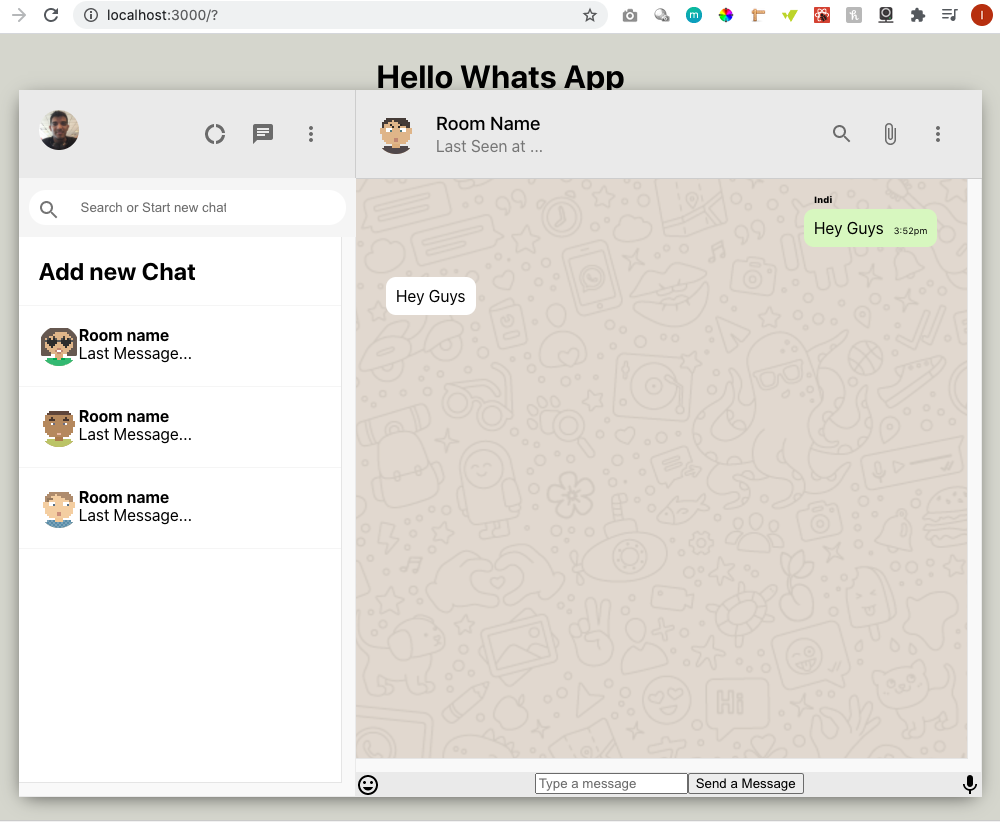 localhost:3000/?
m
h
I
Hello Whats App
Room Name
Last Seen at ...
Search or Start new chat
Indi
Hey Guys 3:52pm
Add new Chat
Hey Guys
Room name
Last Message...
Room name
Last Message...
Room name
Last Message...
Hi
Type a message
Send a Message